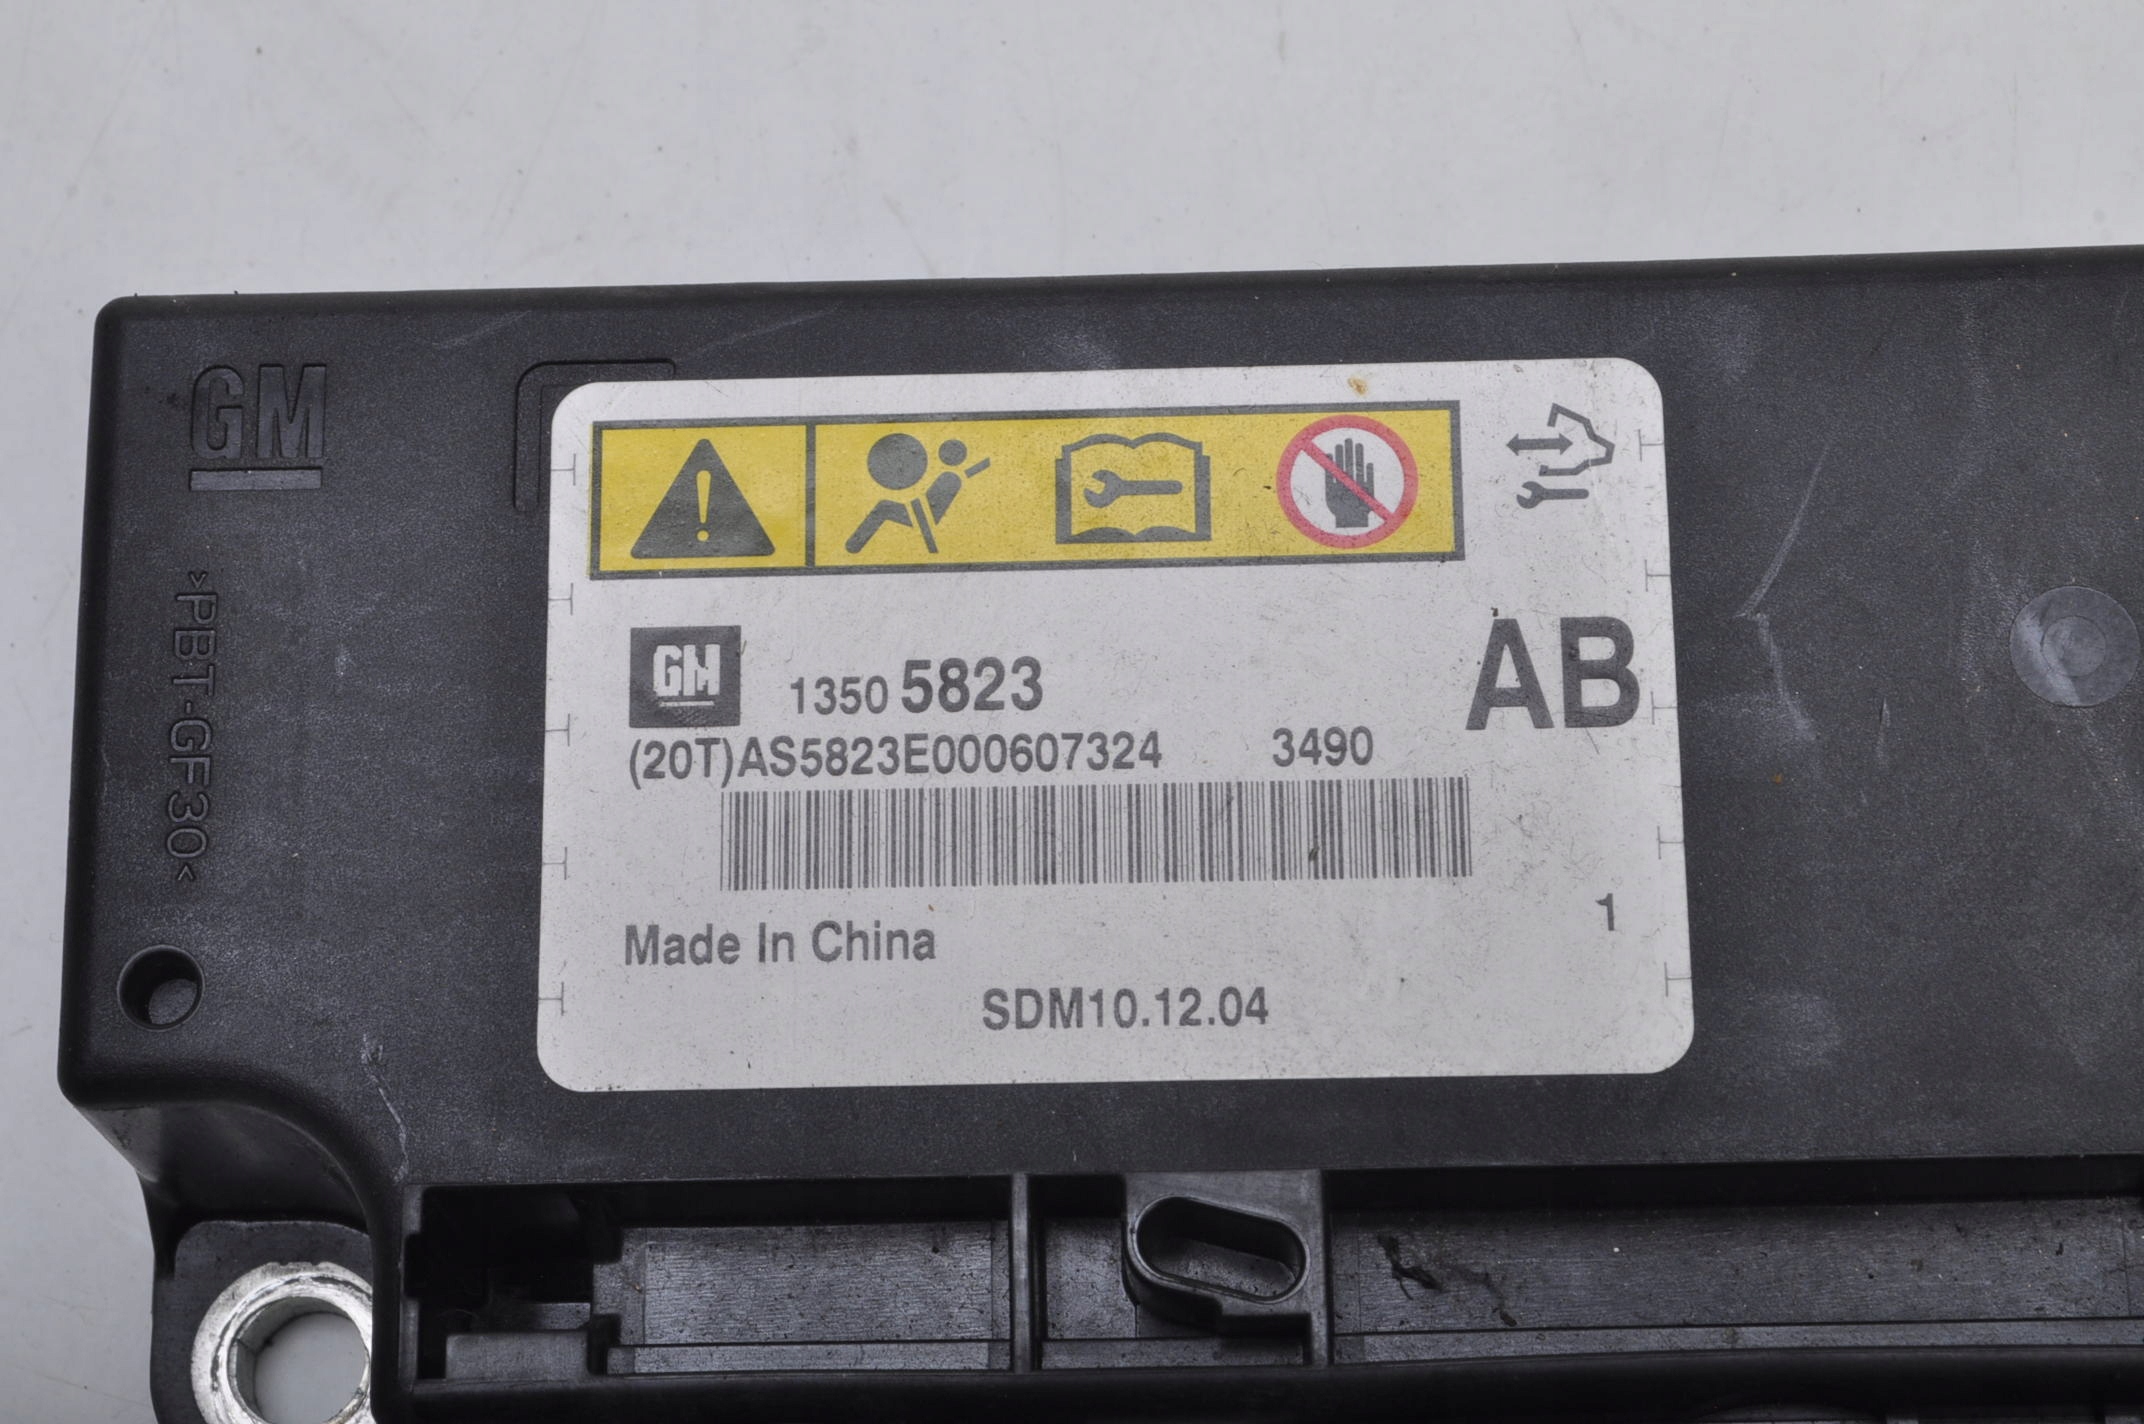 GM
>PBT-GF30<
GM 1350 5823 AB
(20T)AS5823E000607324 3490
Made In China 1
SDM10.12.04